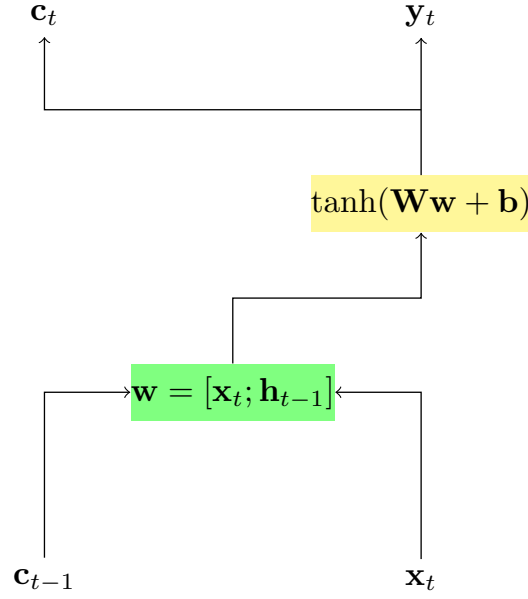 c_t y_t
tanh(Ww + b)
w = [x_t; h_{t-1}]
c_{t-1} x_t